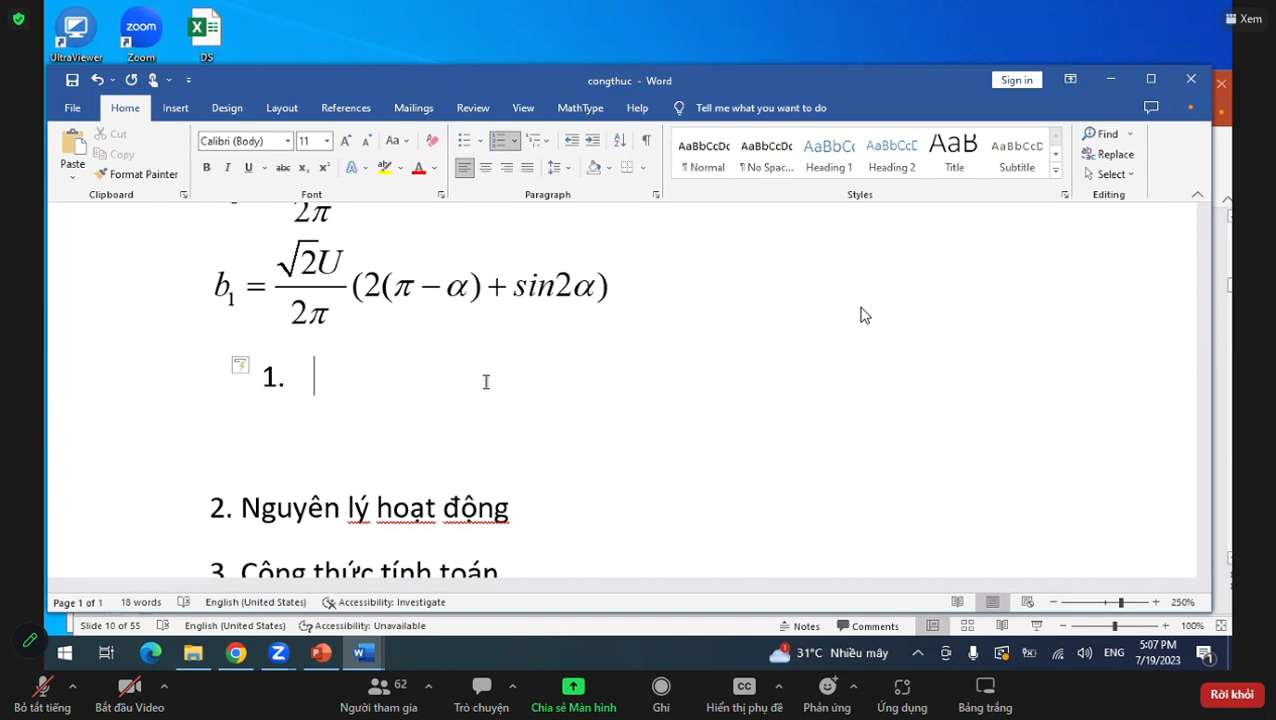 Xem
UltraViewer
Zoom
DS
congthuc - Word
Sign in
File
Home
Insert
Design
Layout
References
Mailings
Review
View
MathType
Help
Tell me what you want to do
Paste
Cut
Copy
Format Painter
Clipboard
Calibri (Body)
11
Font
Paragraph
AaBbCcDc
¶ Normal
AaBbCcDc
¶ No Spac...
AaBbCc
Heading 1
AaBbCcC
Heading 2
AaB
Title
AaBbCcC
Subtitle
Styles
Find
Replace
Select
Editing
2π
b₁ = √2U / 2π (2(π − α) + sin2α)
1.
2. Nguyên lý hoạt động
3. Công thức tính toán
Page 1 of 1
18 words
English (United States)
Accessibility: Investigate
250%
Slide 10 of 55
English (United States)
Accessibility: Unavailable
Notes
Comments
100%
31°C Nhiều mây
ENG
5:07 PM
7/19/2023
Bỏ tắt tiếng
Bắt đầu Video
62
Người tham gia
Trò chuyện
Chia sẻ Màn hình
Ghi
Hiển thị phụ đề
Phản ứng
Ứng dụng
Bảng trắng
Rời khỏi